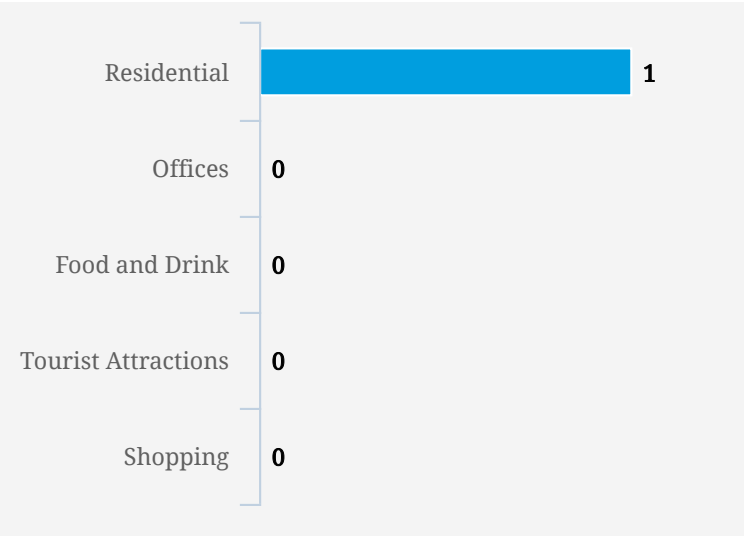 Residential 1
Offices 0
Food and Drink 0
Tourist Attractions 0
Shopping 0